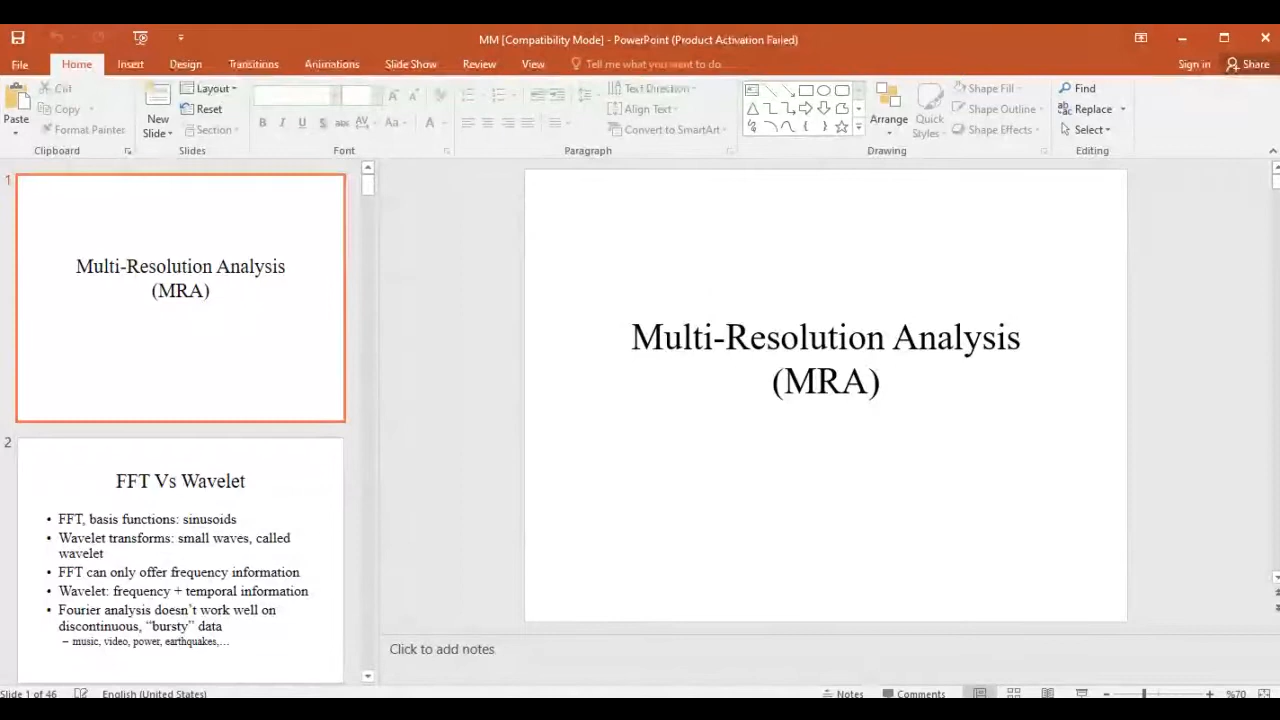 MM [Compatibility Mode] - PowerPoint (Product Activation Failed)
File Home Insert Design Transitions Animations Slide Show Review View Tell me what you want to do... Sign in Share
Paste
Cut
Copy
Format Painter
Clipboard
New Slide
Layout
Reset
Section
Slides
B I U S abc AV Aa A
Font
Text Direction
Align Text
Convert to SmartArt
Paragraph
Arrange
Quick Styles
Shape Fill
Shape Outline
Shape Effects
Drawing
Find
Replace
Select
Editing
1
Multi-Resolution Analysis
(MRA)
2
FFT Vs Wavelet
• FFT, basis functions: sinusoids
• Wavelet transforms: small waves, called
wavelet
• FFT can only offer frequency information
• Wavelet: frequency + temporal information
• Fourier analysis doesn't work well on
discontinuous, “bursty” data
– music, video, power, earthquakes,…
Multi-Resolution Analysis
(MRA)
Click to add notes
Slide 1 of 46 English (United States) Notes Comments %70